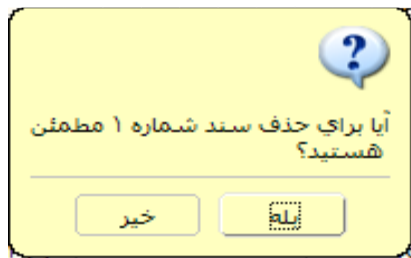 آيا براي حذف سند شماره ۱ مطمئن
هستيد؟
بله
خير